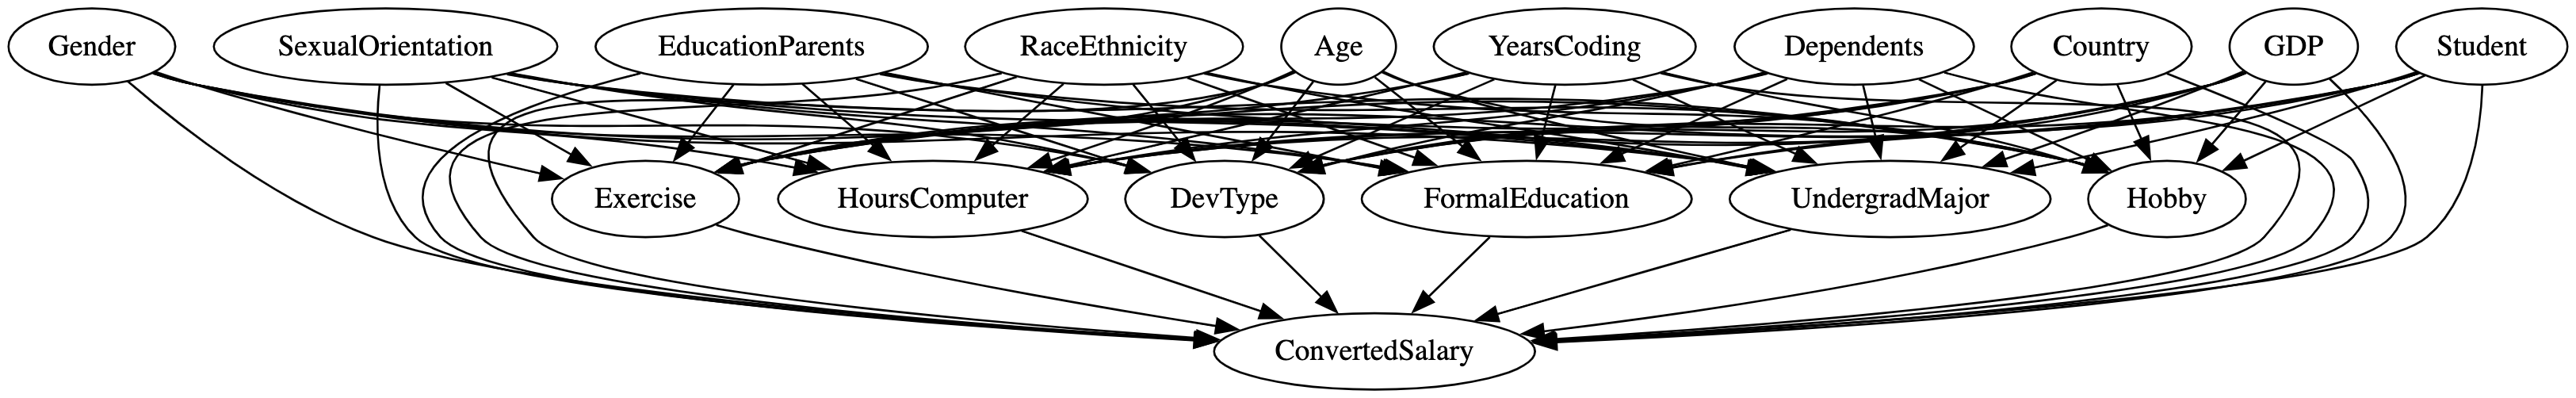 Gender
SexualOrientation
EducationParents
RaceEthnicity
Age
YearsCoding
Dependents
Country
GDP
Student
Exercise
HoursComputer
DevType
FormalEducation
UndergradMajor
Hobby
ConvertedSalary